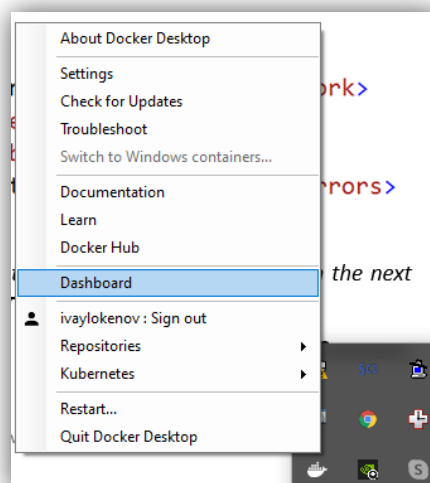 About Docker Desktop
Settings
ork>
Check for Updates
Troubleshoot
Switch to Windows containers...
Documentation
rrors>
Learn
Docker Hub
Dashboard
the next
ivaylokenov : Sign out
Repositories
Kubernetes
Restart...
Quit Docker Desktop